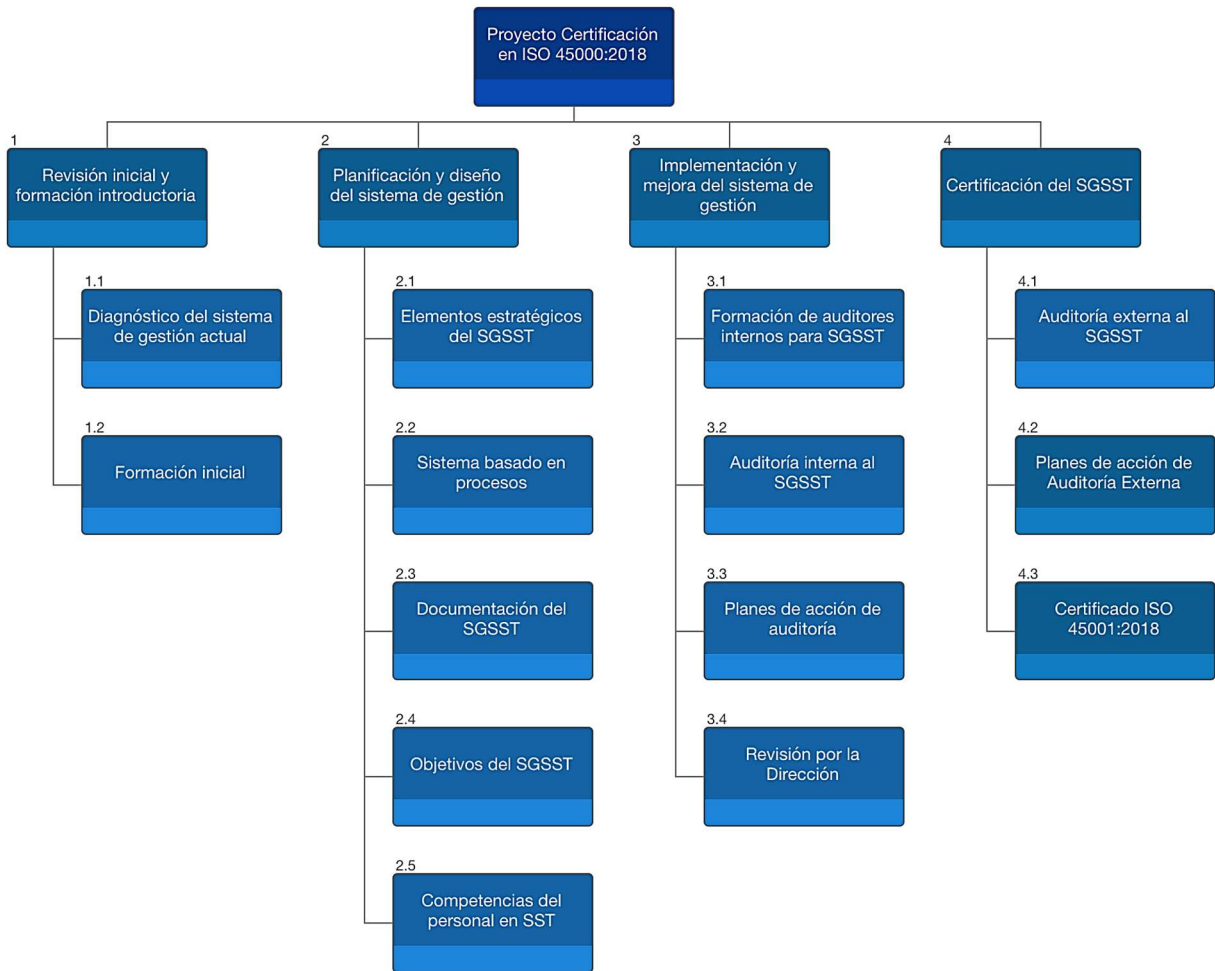 Proyecto Certificación
en ISO 45000:2018
1
Revisión inicial y
formación introductoria
1.1
Diagnóstico del sistema
de gestión actual
1.2
Formación inicial
2
Planificación y diseño
del sistema de gestión
2.1
Elementos estratégicos
del SGSST
2.2
Sistema basado en
procesos
2.3
Documentación del
SGSST
2.4
Objetivos del SGSST
2.5
Competencias del
personal en SST
3
Implementación y
mejora del sistema de
gestión
3.1
Formación de auditores
internos para SGSST
3.2
Auditoría interna al
SGSST
3.3
Planes de acción de
auditoría
3.4
Revisión por la
Dirección
4
Certificación del SGSST
4.1
Auditoría externa al
SGSST
4.2
Planes de acción de
Auditoría Externa
4.3
Certificado ISO
45001:2018